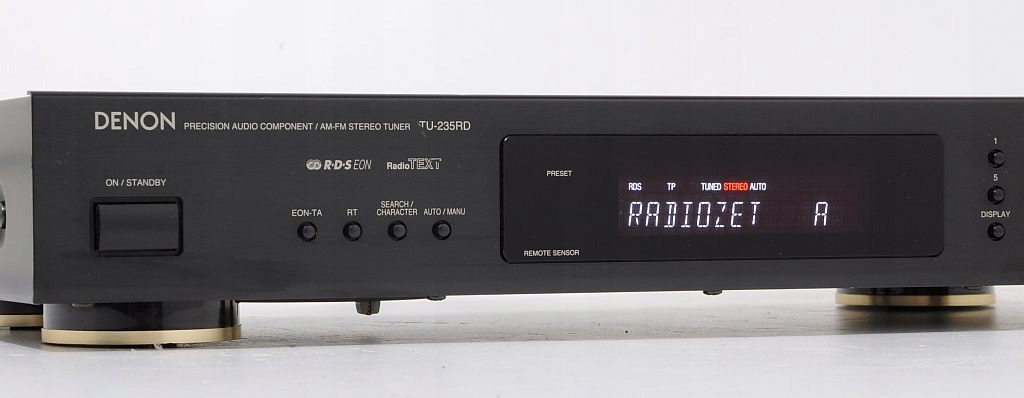 DENON PRECISION AUDIO COMPONENT / AM-FM STEREO TUNER TU-235RD
R·D·S EON RadioTEXT
ON / STANDBY
EON-TA
RT
SEARCH /
CHARACTER
AUTO / MANU
PRESET
RDS TP TUNED STEREO AUTO
RADIOZET A
REMOTE SENSOR
1
5
DISPLAY